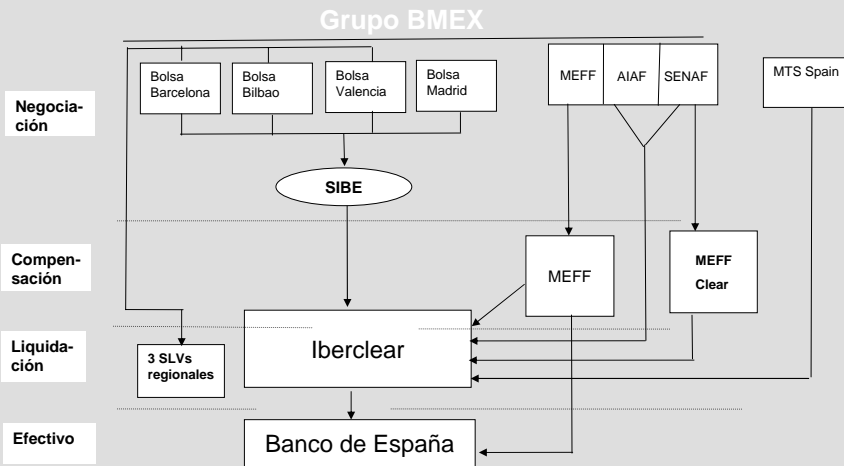 Grupo BMEX
Bolsa
Barcelona
Bolsa
Bilbao
Bolsa
Valencia
Bolsa
Madrid
MEFF
AIAF
SENAF
MTS Spain
Negocia-
ción
SIBE
Compen-
sación
MEFF
MEFF
Clear
Liquida-
ción
3 SLVs
regionales
Iberclear
Efectivo
Banco de España